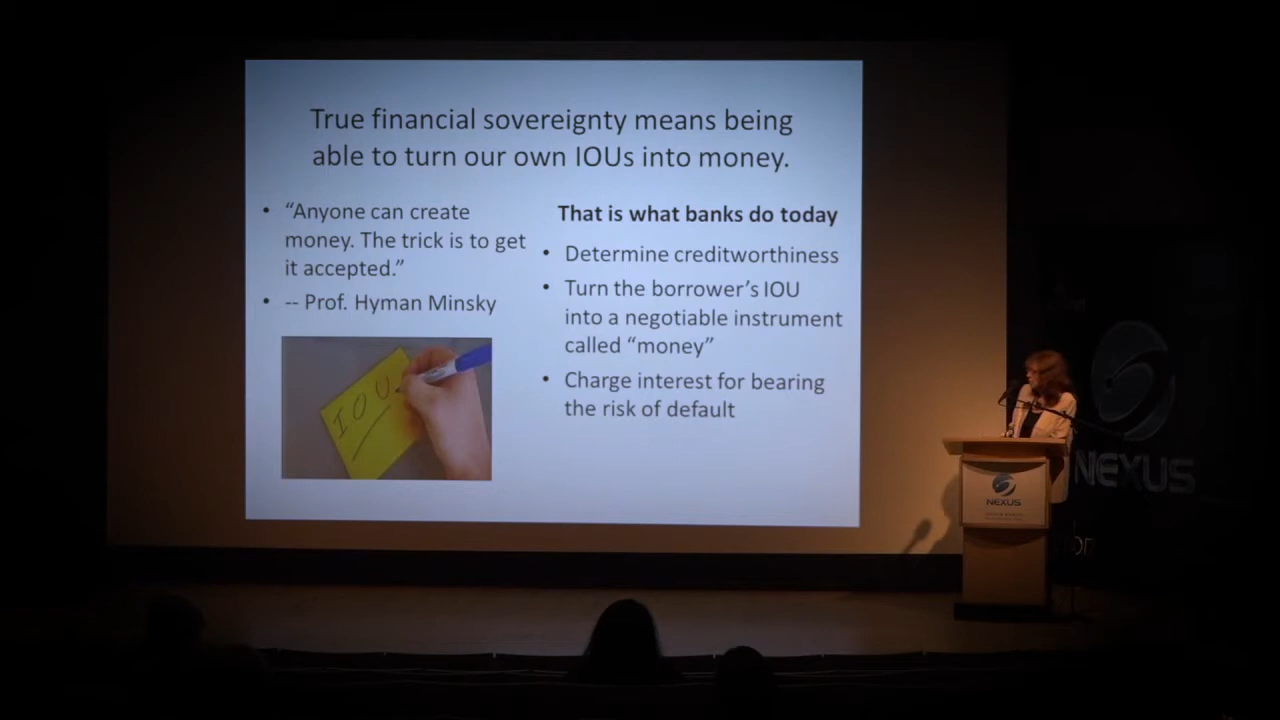 True financial sovereignty means being
able to turn our own IOUs into money.
• “Anyone can create
money. The trick is to get
it accepted.”
• -- Prof. Hyman Minsky
IOU
That is what banks do today
• Determine creditworthiness
• Turn the borrower’s IOU
into a negotiable instrument
called “money”
• Charge interest for bearing
the risk of default
NEXUS
NEXUS